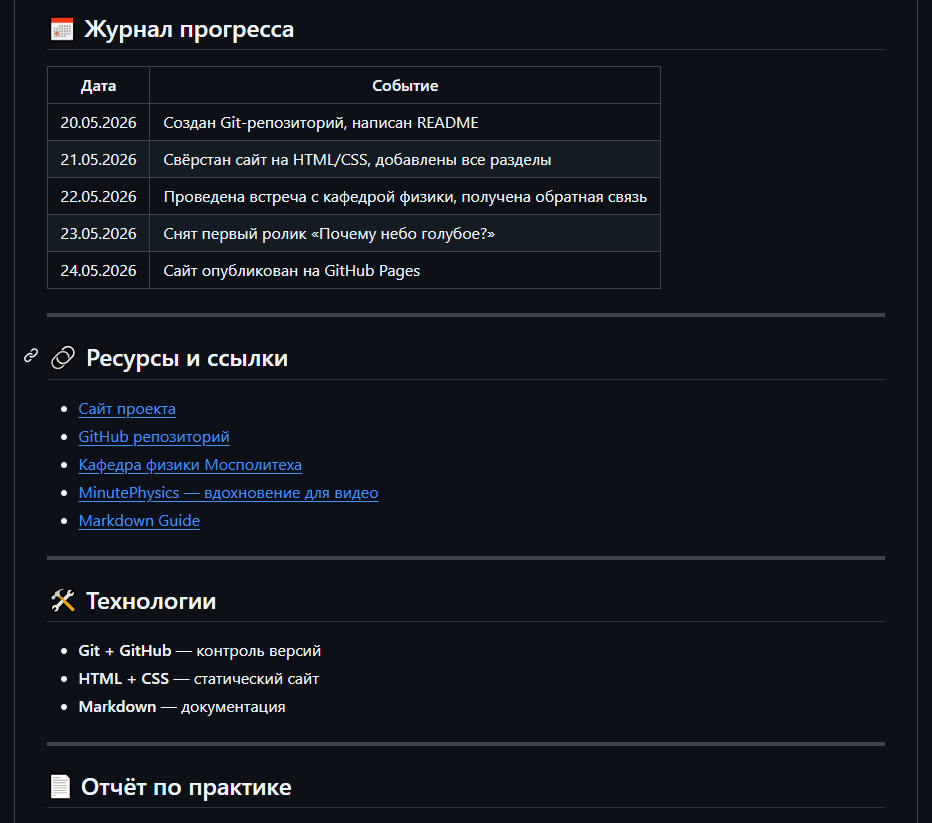 Журнал прогресса
Дата Событие
20.05.2026 Создан Git-репозиторий, написан README
21.05.2026 Свёрстан сайт на HTML/CSS, добавлены все разделы
22.05.2026 Проведена встреча с кафедрой физики, получена обратная связь
23.05.2026 Снят первый ролик «Почему небо голубое?»
24.05.2026 Сайт опубликован на GitHub Pages
Ресурсы и ссылки
Сайт проекта
GitHub репозиторий
Кафедра физики Мосполитеха
MinutePhysics — вдохновение для видео
Markdown Guide
Технологии
Git + GitHub — контроль версий
HTML + CSS — статический сайт
Markdown — документация
Отчёт по практике